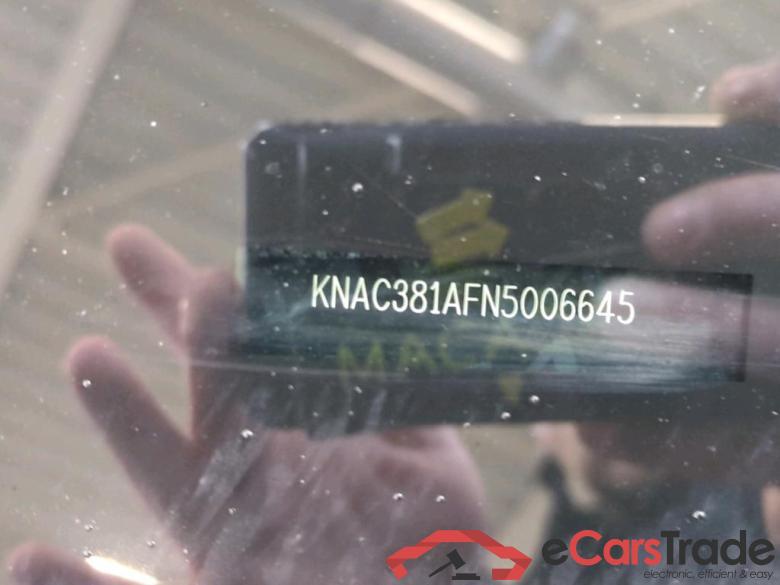 KNAC381AFN5006645
eCarsTrade
electronic, efficient & easy